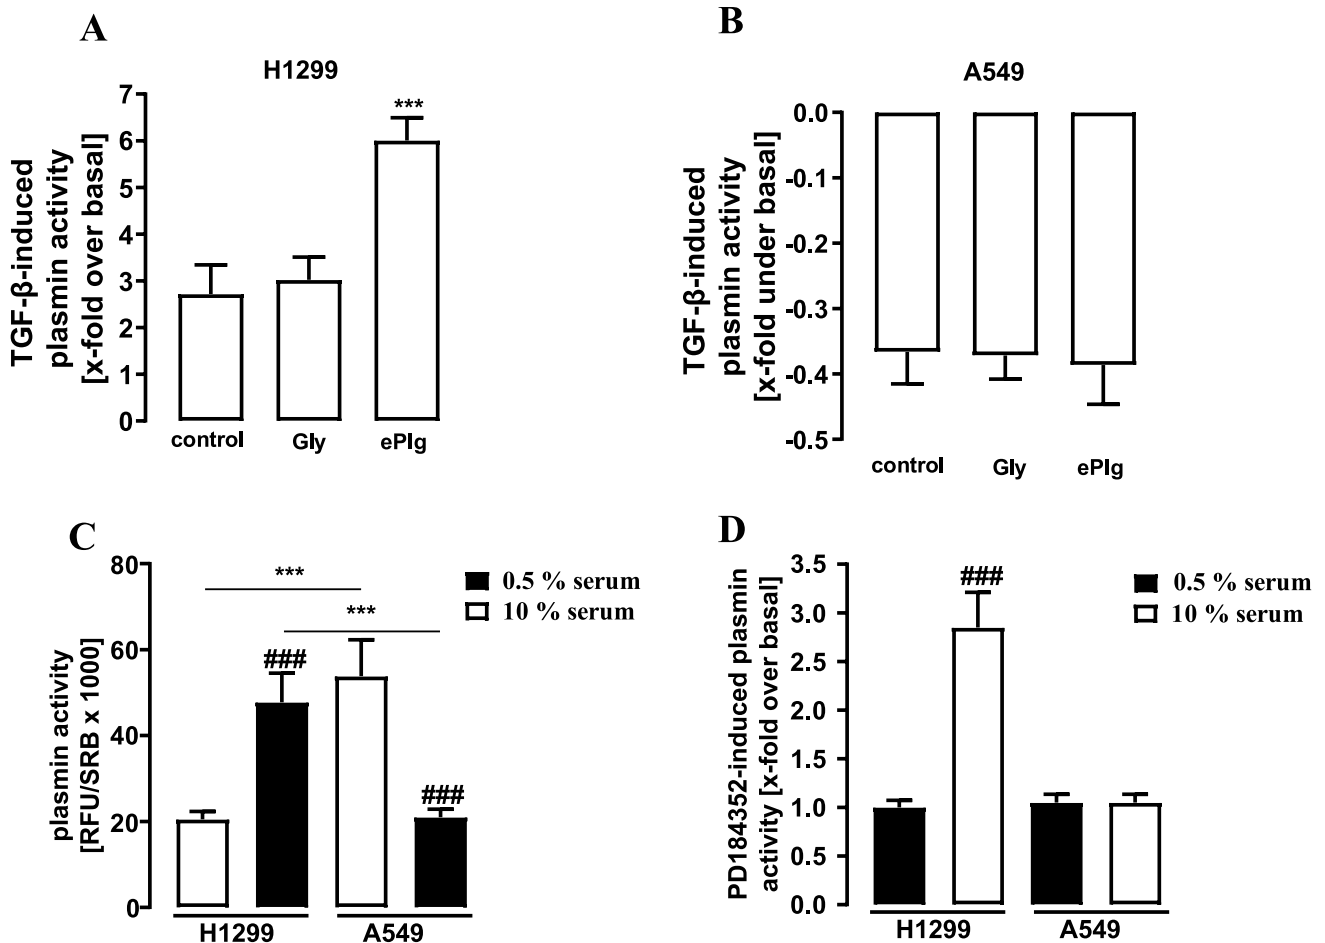 A
H1299
TGF-β-induced
plasmin activity
[x-fold over basal]
7
6
5
4
3
2
1
0
***
control Gly ePlg
B
A549
TGF-β-induced
plasmin activity
[x-fold under basal]
0.0
-0.1
-0.2
-0.3
-0.4
-0.5
control Gly ePlg
C
plasmin activity
[RFU/SRB x 1000]
80
60
40
20
0
***
***
###
###
0.5 % serum
10 % serum
H1299 A549
D
PD184352-induced plasmin
activity [x-fold over basal]
3.5
3.0
2.5
2.0
1.5
1.0
0.5
0.0
###
0.5 % serum
10 % serum
H1299 A549